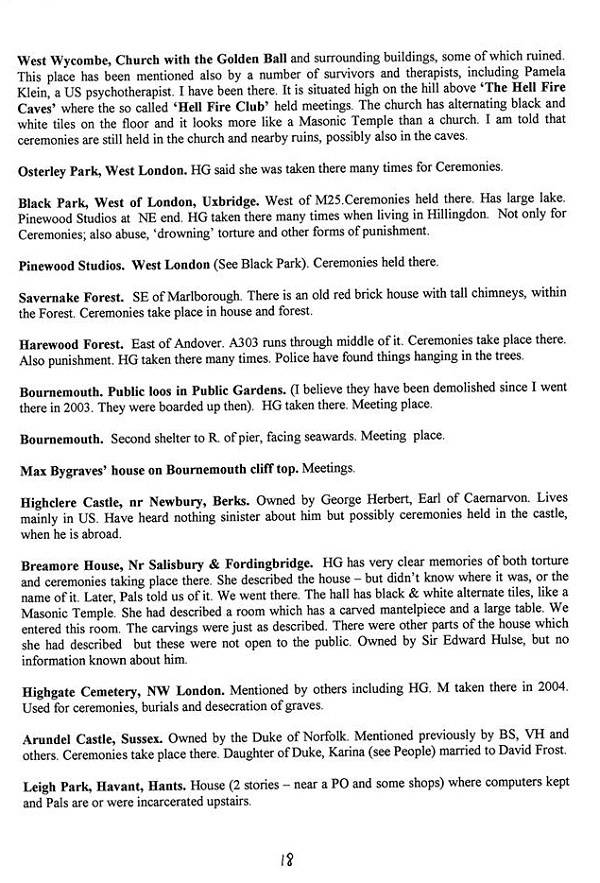 West Wycombe, Church with the Golden Ball and surrounding buildings, some of which ruined.
This place has been mentioned also by a number of survivors and therapists, including Pamela
Klein, a US psychotherapist. I have been there. It is situated high on the hill above 'The Hell Fire
Caves' where the so called 'Hell Fire Club' held meetings. The church has alternating black and
white tiles on the floor and it looks more like a Masonic Temple than a church. I am told that
ceremonies are still held in the church and nearby ruins, possibly also in the caves.
Osterley Park, West London. HG said she was taken there many times for Ceremonies.
Black Park, West of London, Uxbridge. West of M25.Ceremonies held there. Has large lake.
Pinewood Studios at NE end. HG taken there many times when living in Hillingdon. Not only for
Ceremonies; also abuse, 'drowning' torture and other forms of punishment.
Pinewood Studios. West London (See Black Park). Ceremonies held there.
Savernake Forest. SE of Marlborough. There is an old red brick house with tall chimneys, within
the Forest. Ceremonies take place in house and forest.
Harewood Forest. East of Andover. A303 runs through middle of it. Ceremonies take place there.
Also punishment. HG taken there many times. Police have found things hanging in the trees.
Bournemouth. Public loos in Public Gardens. (I believe they have been demolished since I went
there in 2003. They were boarded up then). HG taken there. Meeting place.
Bournemouth. Second shelter to R. of pier, facing seawards. Meeting place.
Max Bygraves' house on Bournemouth cliff top. Meetings.
Highclere Castle, nr Newbury, Berks. Owned by George Herbert, Earl of Caernarvon. Lives
mainly in US. Have heard nothing sinister about him but possibly ceremonies held in the castle,
when he is abroad.
Breamore House, Nr Salisbury & Fordingbridge. HG has very clear memories of both torture
and ceremonies taking place there. She described the house – but didn't know where it was, or the
name of it. Later, Pals told us of it. We went there. The hall has black & white alternate tiles, like a
Masonic Temple. She had described a room which has a carved mantelpiece and a large table. We
entered this room. The carvings were just as described. There were other parts of the house which
she had described but these were not open to the public. Owned by Sir Edward Hulse, but no
information known about him.
Highgate Cemetery, NW London. Mentioned by others including HG. M taken there in 2004.
Used for ceremonies, burials and desecration of graves.
Arundel Castle, Sussex. Owned by the Duke of Norfolk. Mentioned previously by BS, VH and
others. Ceremonies take place there. Daughter of Duke, Karina (see People) married to David Frost.
Leigh Park, Havant, Hants. House (2 stories – near a PO and some shops) where computers kept
and Pals are or were incarcerated upstairs.
18